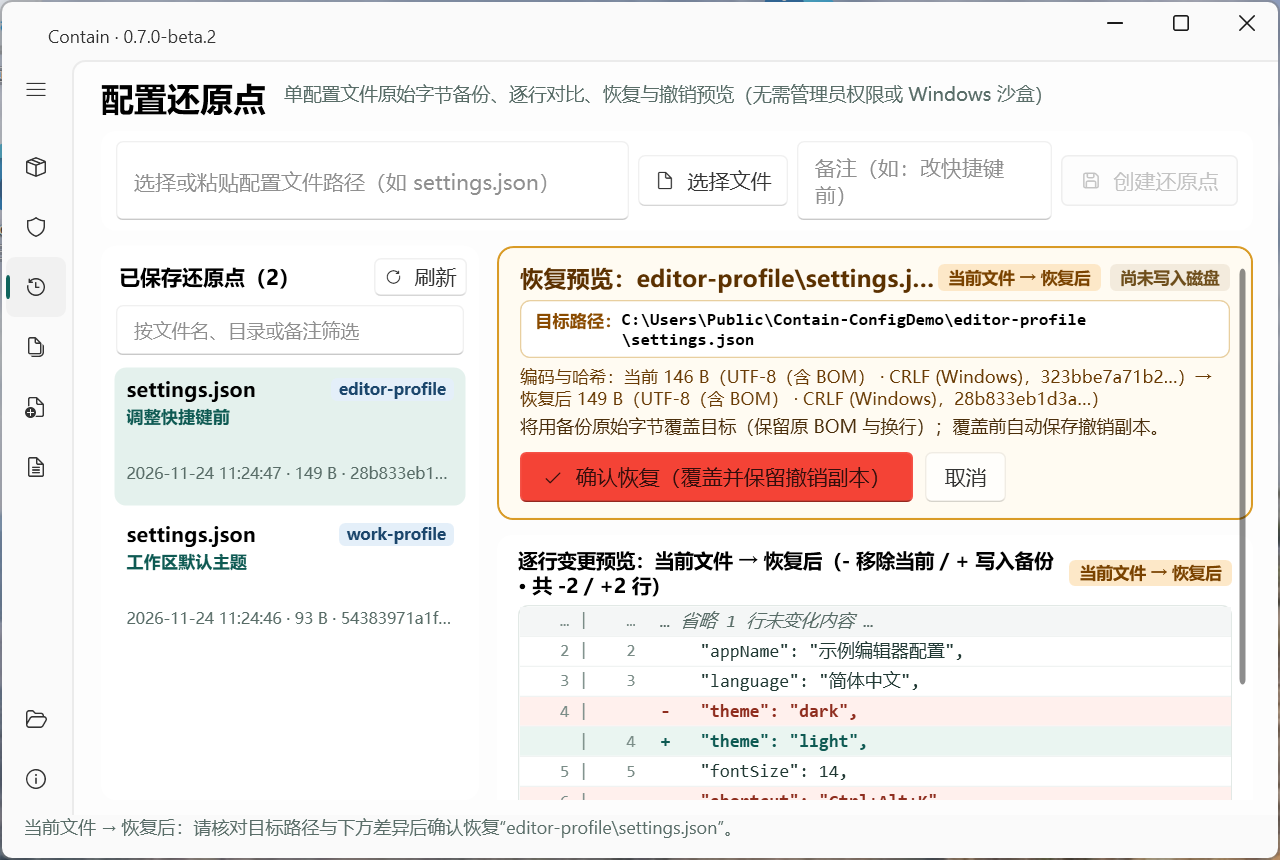 Contain · 0.7.0-beta.2
配置还原点
单配置文件原始字节备份、逐行对比、恢复与撤销预览（无需管理员权限或 Windows 沙盒）
选择或粘贴配置文件路径（如 settings.json）
选择文件
备注（如：改快捷键
前）
创建还原点
已保存还原点（2）
刷新
按文件名、目录或备注筛选
settings.json
editor-profile
调整快捷键前
2026-11-24 11:24:47 · 149 B · 28b833eb1...
settings.json
work-profile
工作区默认主题
2026-11-24 11:24:46 · 93 B · 54383971a1f...
恢复预览：editor-profile\settings.j...
当前文件 → 恢复后
尚未写入磁盘
目标路径：C:\Users\Public\Contain-ConfigDemo\editor-profile
\settings.json
编码与哈希：当前 146 B（UTF-8（含 BOM） · CRLF (Windows)，323bbe7a71b2…）→
恢复后 149 B（UTF-8（含 BOM） · CRLF (Windows)，28b833eb1d3a…）
将用备份原始字节覆盖目标（保留原 BOM 与换行）；覆盖前自动保存撤销副本。
确认恢复（覆盖并保留撤销副本）
取消
逐行变更预览：当前文件 → 恢复后（- 移除当前 / + 写入备份
• 共 -2 / +2 行）
当前文件 → 恢复后
… | … … 省略 1 行未变化内容 …
2 | 2 "appName": "示例编辑器配置",
3 | 3 "language": "简体中文",
4 | - "theme": "dark",
| 4 + "theme": "light",
5 | 5 "fontSize": 14,
6 | - "shortcut": "Ctrl+Alt+K"
当前文件 → 恢复后：请核对目标路径与下方差异后确认恢复“editor-profile\settings.json”。